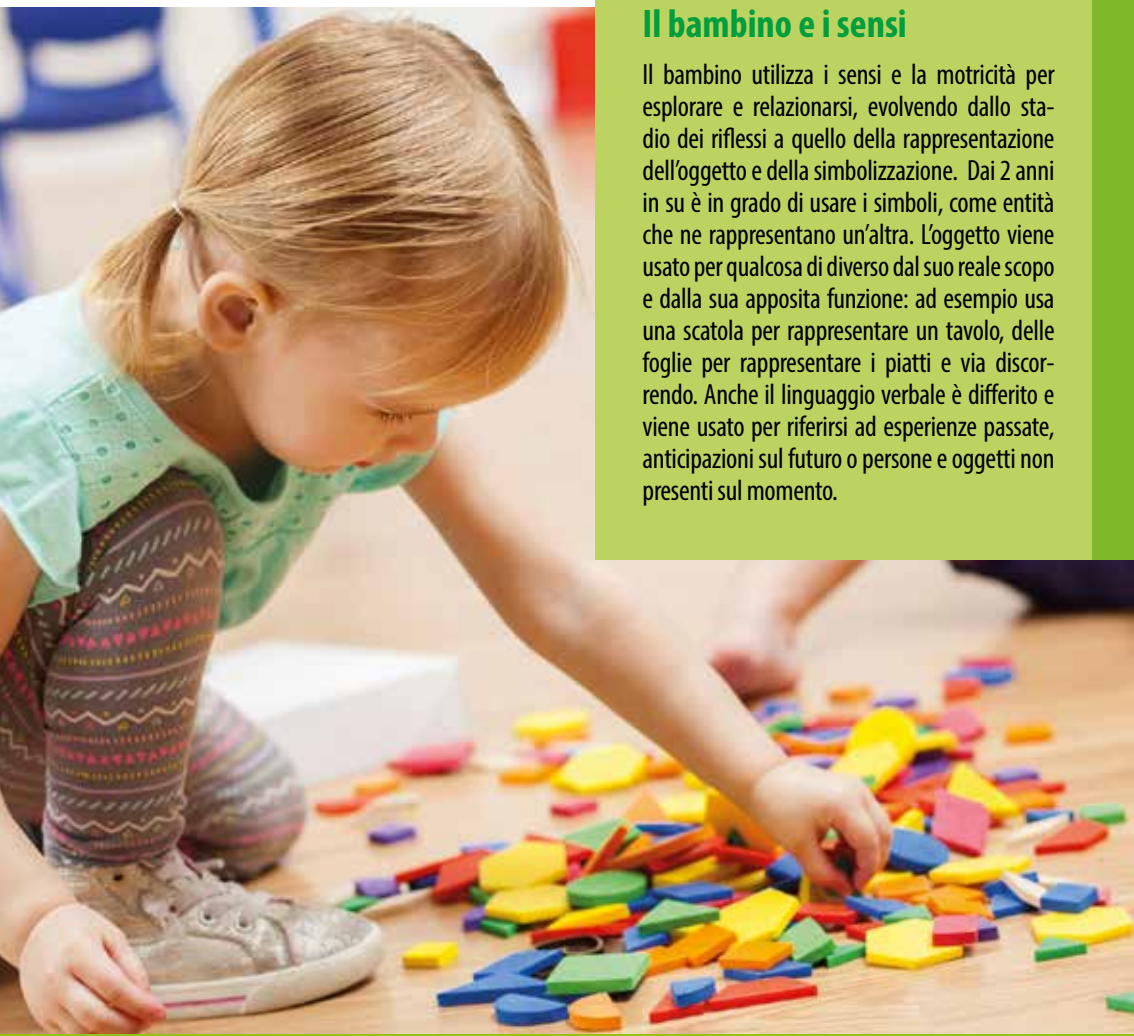 Il bambino e i sensi
Il bambino utilizza i sensi e la motricità per
esplorare e relazionarsi, evolvendo dallo sta-
dio dei riflessi a quello della rappresentazione
dell'oggetto e della simbolizzazione. Dai 2 anni
in su è in grado di usare i simboli, come entità
che ne rappresentano un'altra. L'oggetto viene
usato per qualcosa di diverso dal suo reale scopo
e dalla sua apposita funzione: ad esempio usa
una scatola per rappresentare un tavolo, delle
foglie per rappresentare i piatti e via discor-
rendo. Anche il linguaggio verbale è differito e
viene usato per riferirsi ad esperienze passate,
anticipazioni sul futuro o persone e oggetti non
presenti sul momento.